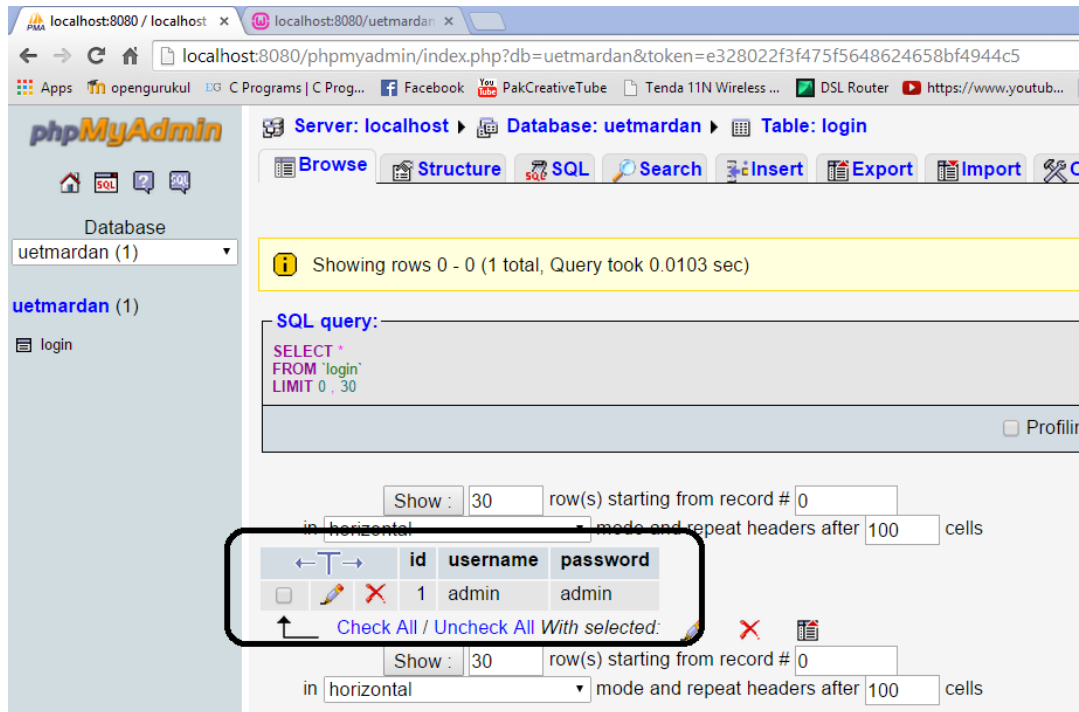 localhost:8080 / localhost
localhost:8080/uetmardan
localhost:8080/phpmyadmin/index.php?db=uetmardan&token=e328022f3f475f5648624658bf4944c5
Apps opengurukul C Programs | C Prog... Facebook PakCreativeTube Tenda 11N Wireless ... DSL Router https://www.youtub...
phpMyAdmin
Database
uetmardan (1)
uetmardan (1)
login
Server: localhost Database: uetmardan Table: login
Browse Structure SQL Search Insert Export Import
Showing rows 0 - 0 (1 total, Query took 0.0103 sec)
SQL query:
SELECT *
FROM `login`
LIMIT 0 , 30
Profilin
Show : 30 row(s) starting from record # 0
in horizontal mode and repeat headers after 100 cells
←T→ id username password
1 admin admin
Check All / Uncheck All With selected:
Show : 30 row(s) starting from record # 0
in horizontal mode and repeat headers after 100 cells